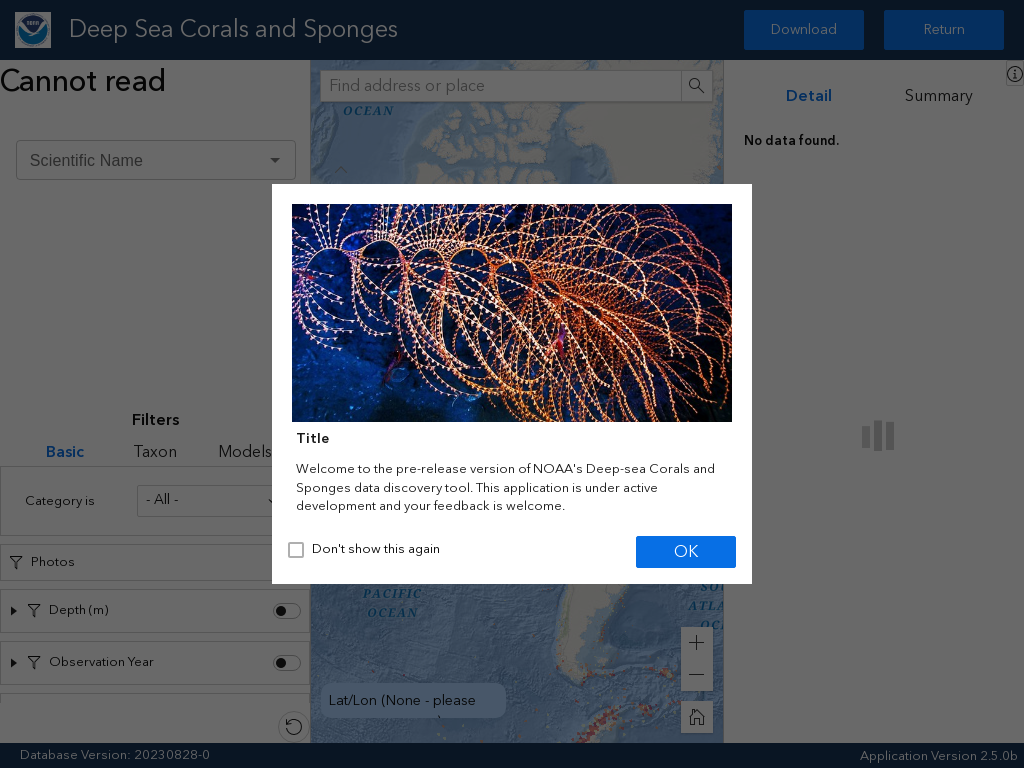 NOAA
Deep Sea Corals and Sponges
Download
Return
Cannot read
Scientific Name
Find address or place
OCEAN
Detail
Summary
No data found.
Filters
Basic
Taxon
Models
Category is
- All -
Photos
Depth (m)
Observation Year
Title
Welcome to the pre-release version of NOAA's Deep-sea Corals and
Sponges data discovery tool. This application is under active
development and your feedback is welcome.
Don't show this again
OK
PACIFIC
OCEAN
Lat/Lon (None - please
Database Version: 20230828-0
Application Version 2.5.0b